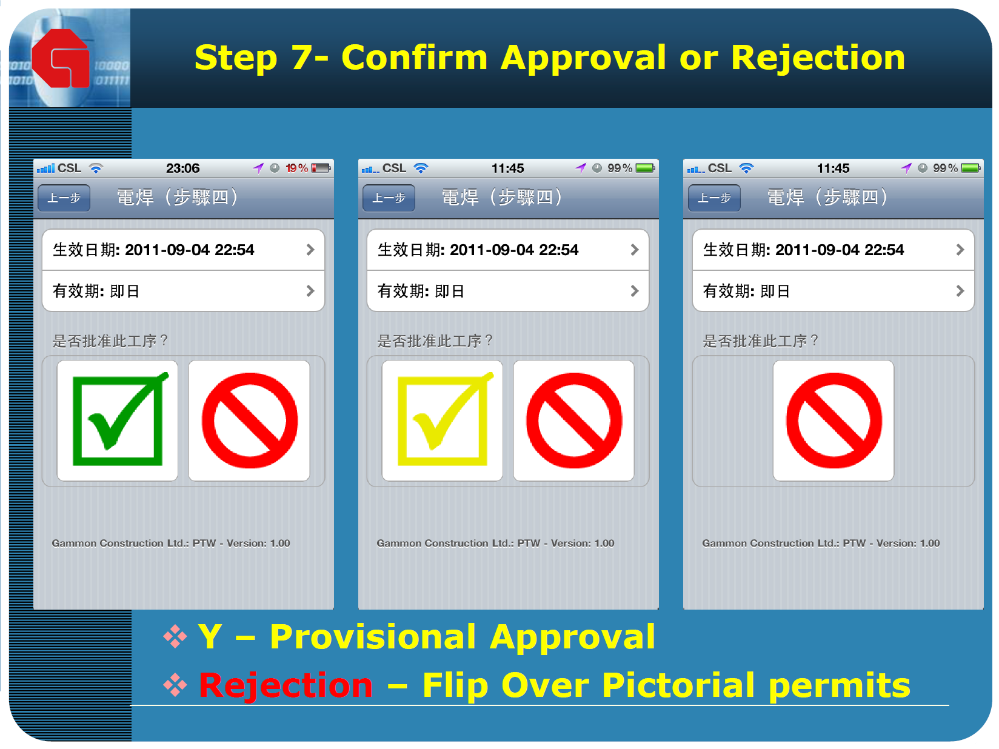 Step 7- Confirm Approval or Rejection
CSL 23:06 19%
上一步 電焊（步驟四）
生效日期: 2011-09-04 22:54
有效期: 即日
是否批准此工序？
Gammon Construction Ltd.: PTW - Version: 1.00
CSL 11:45 99%
上一步 電焊（步驟四）
生效日期: 2011-09-04 22:54
有效期: 即日
是否批准此工序？
Gammon Construction Ltd.: PTW - Version: 1.00
CSL 11:45 99%
上一步 電焊（步驟四）
生效日期: 2011-09-04 22:54
有效期: 即日
是否批准此工序？
Gammon Construction Ltd.: PTW - Version: 1.00
Y – Provisional Approval
Rejection – Flip Over Pictorial permits